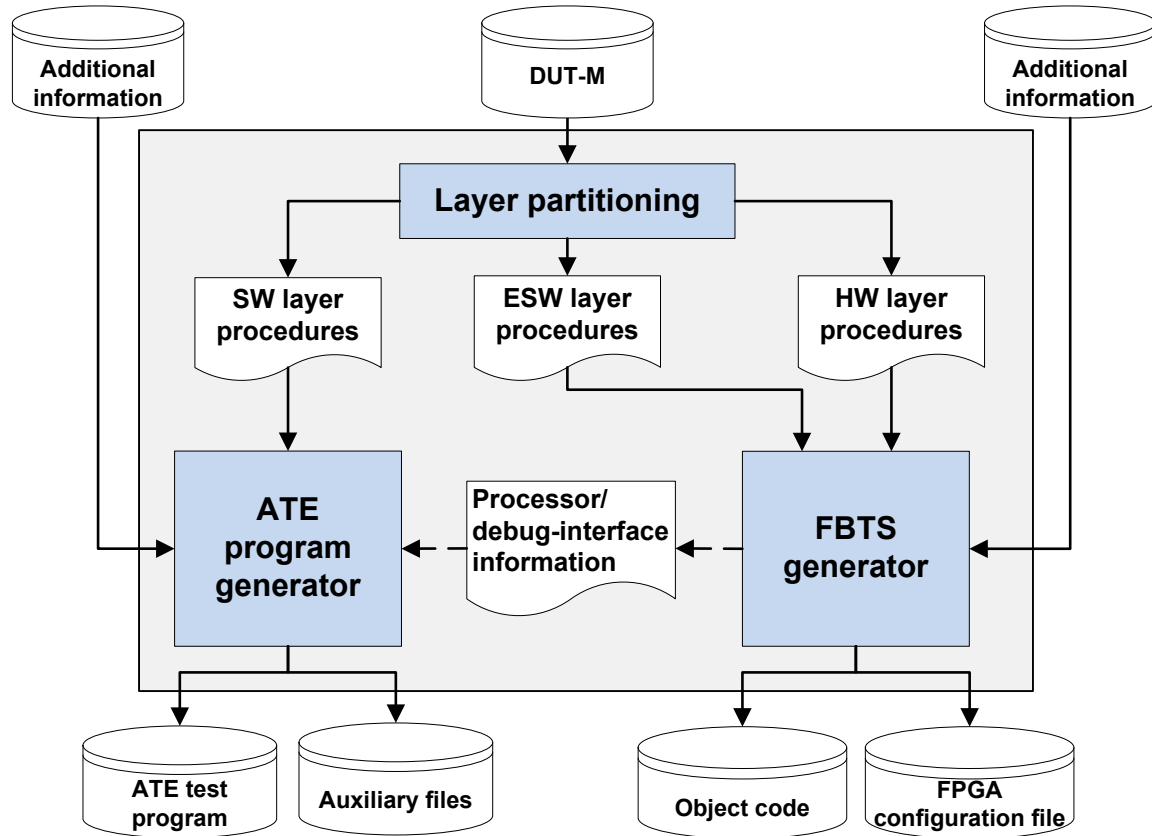 Additional
information
DUT-M
Additional
information
Layer partitioning
SW layer
procedures
ESW layer
procedures
HW layer
procedures
ATE
program
generator
Processor/
debug-interface
information
FBTS
generator
ATE test
program
Auxiliary files
Object code
FPGA
configuration file